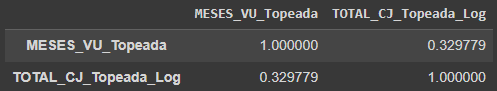 MESES_VU_Topeada TOTAL_CJ_Topeada_Log
MESES_VU_Topeada 1.000000 0.329779
TOTAL_CJ_Topeada_Log 0.329779 1.000000